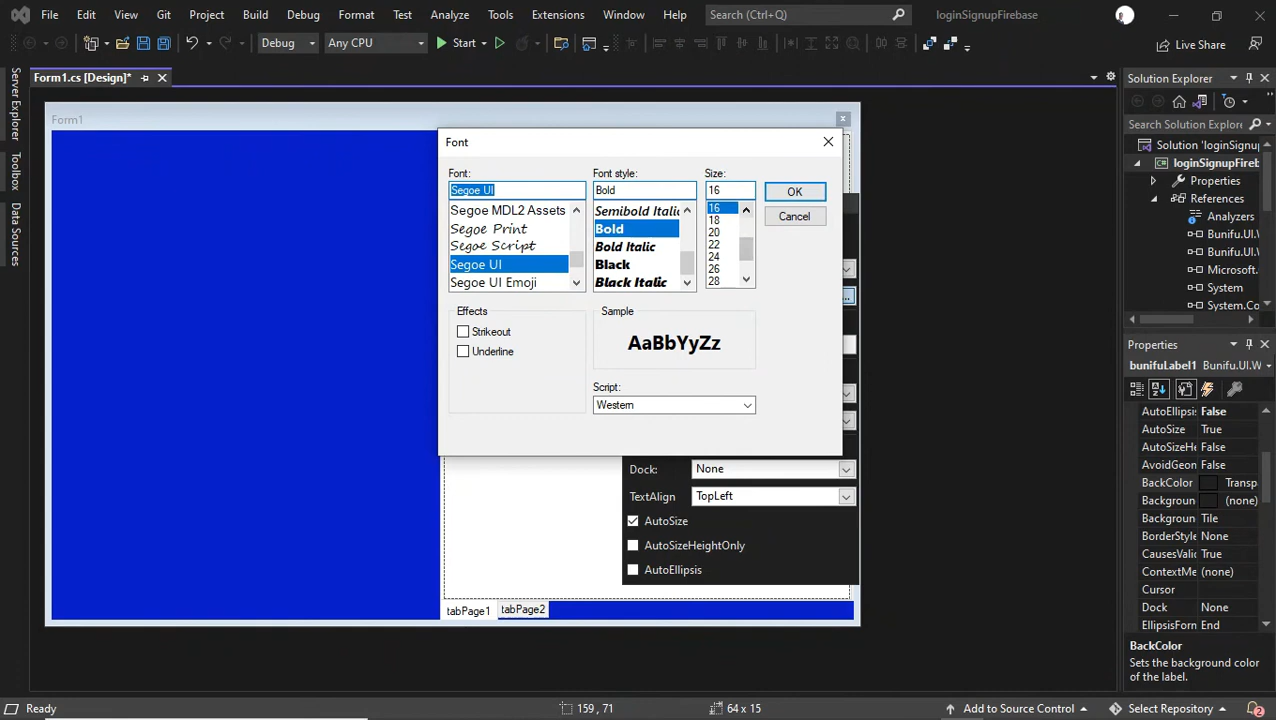 File Edit View Git Project Build Debug Format Test Analyze Tools Extensions Window Help Search (Ctrl+Q) loginSignupFirebase
Debug Any CPU Start Live Share
Form1.cs [Design]* Solution Explorer
Server Explorer
Toolbox
Data Sources
Form1
Font
Font: Font style: Size:
Segoe UI Bold 16 OK
Segoe MDL2 Assets Semibold Italic 16
Segoe Print Bold 18 Cancel
Segoe Script Bold Italic 20
Segoe UI Black 22
Segoe UI Emoji Black Italic 24
26
28
Effects
Strikeout
Underline
Sample
AaBbYyZz
Script:
Western
...
Dock: None
TextAlign TopLeft
AutoSize
AutoSizeHeightOnly
AutoEllipsis
tabPage1 tabPage2
Search Solution Explorer
Solution 'loginSignup
loginSignupFireb
Properties
References
Analyzers
Bunifu.UI.
Bunifu.UI.
Microsoft.
System
System.Co
Properties
bunifuLabel1 Bunifu.UI.W
AutoEllipsis False
AutoSize True
AutoSizeHe False
AvoidGeon False
BackColor Transp
Backgroun (none)
Backgroun Tile
BorderStyle None
CausesValid True
ContextMe (none)
Cursor
Dock None
EllipsisForn End
BackColor
Sets the background color of the label.
Ready 159 , 71 64 x 15 Add to Source Control Select Repository 2